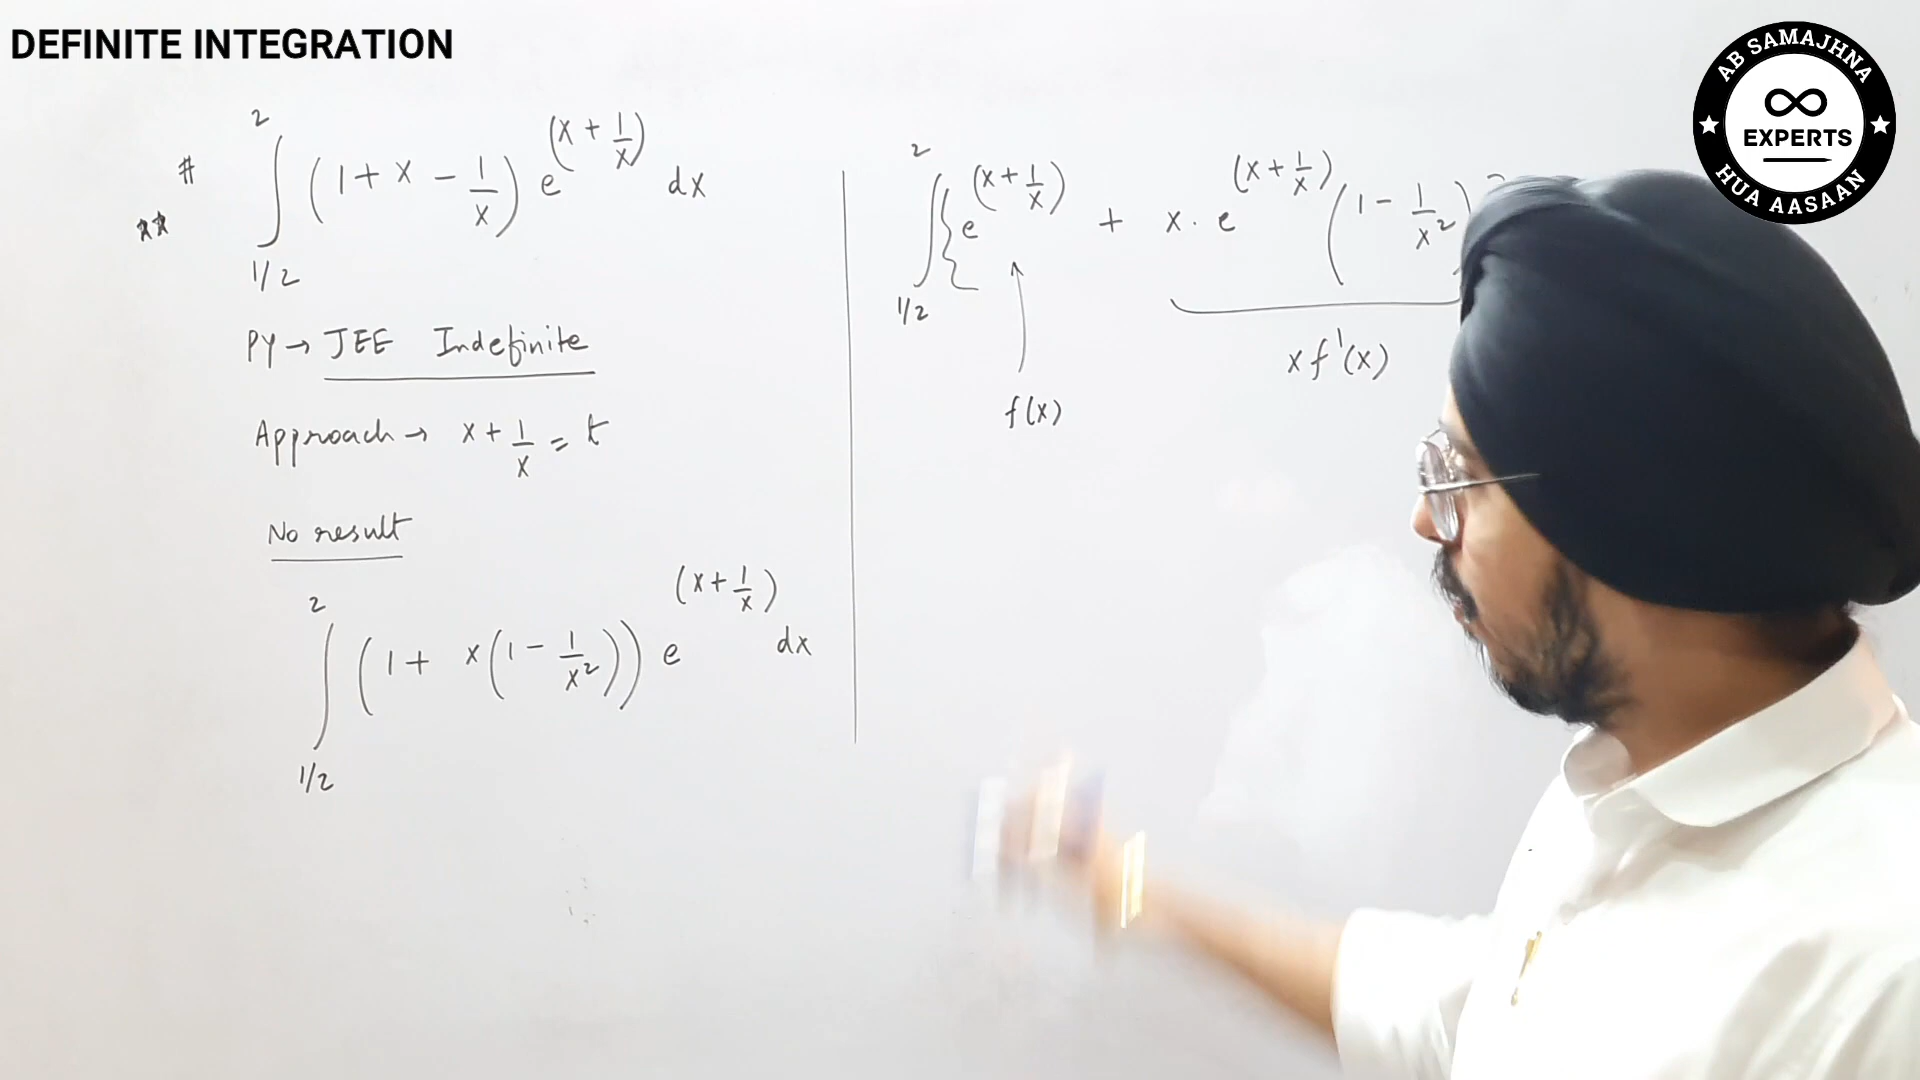 DEFINITE INTEGRATION
AB SAMAJHNA
∞
EXPERTS
HUA AASAAN
# ∫_{1/2}^{2} (1 + x - 1/x) e^{(x + 1/x)} dx
**
PY → JEE Indefinite
Approach → x + 1/x = t
No result
∫_{1/2}^{2} (1 + x(1 - 1/x²)) e^{(x + 1/x)} dx
∫_{1/2}^{2} { e^{(x + 1/x)} + x · e^{(x + 1/x)} (1 - 1/x²)
f(x)
x f'(x)